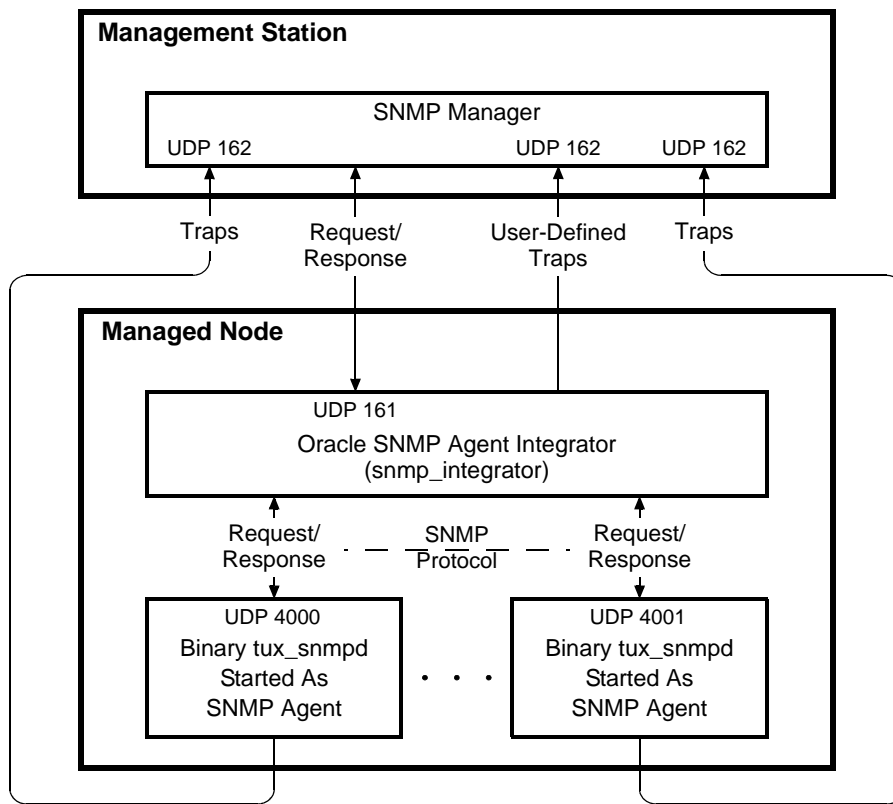 Management Station
SNMP Manager
UDP 162
UDP 162
UDP 162
Traps
Request/
Response
User-Defined
Traps
Traps
Managed Node
UDP 161
Oracle SNMP Agent Integrator
(snmp_integrator)
Request/
Response
SNMP
Protocol
Request/
Response
UDP 4000
Binary tux_snmpd
Started As
SNMP Agent
. . .
UDP 4001
Binary tux_snmpd
Started As
SNMP Agent